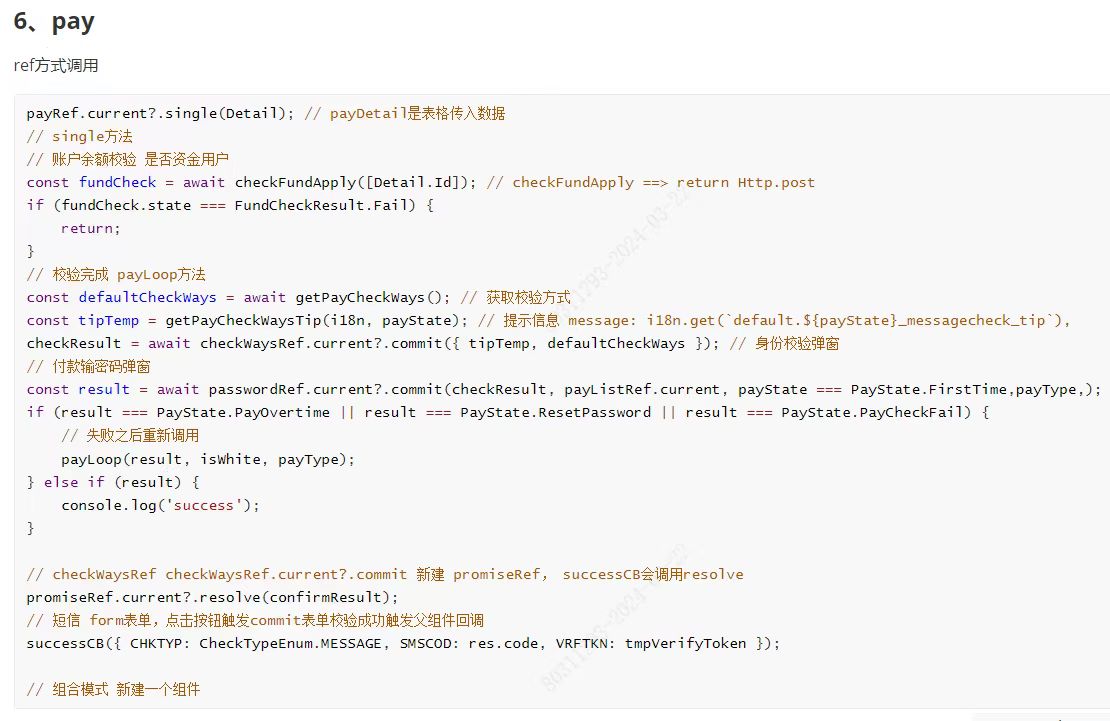 6、pay
ref方式调用
payRef.current?.single(Detail); // payDetail是表格传入数据
// single方法
// 账户余额校验 是否资金用户
const fundCheck = await checkFundApply([Detail.Id]); // checkFundApply ==> return Http.post
if (fundCheck.state === FundCheckResult.Fail) {
    return;
}
// 校验完成 payLoop方法
const defaultCheckWays = await getPayCheckWays(); // 获取校验方式
const tipTemp = getPayCheckWaysTip(i18n, payState); // 提示信息 message: i18n.get(`default.${payState}_messagecheck_tip`),
checkResult = await checkWaysRef.current?.commit({ tipTemp, defaultCheckWays }); // 身份校验弹窗
// 付款输密码弹窗
const result = await passwordRef.current?.commit(checkResult, payListRef.current, payState === PayState.FirstTime,payType,);
if (result === PayState.PayOvertime || result === PayState.ResetPassword || result === PayState.PayCheckFail) {
    // 失败之后重新调用
    payLoop(result, isWhite, payType);
} else if (result) {
    console.log('success');
}
// checkWaysRef checkWaysRef.current?.commit 新建 promiseRef， successCB会调用resolve
promiseRef.current?.resolve(confirmResult);
// 短信 form表单，点击按钮触发commit表单校验成功触发父组件回调
successCB({ CHKTYP: CheckTypeEnum.MESSAGE, SMSCOD: res.code, VRFTKN: tmpVerifyToken });
// 组合模式 新建一个组件